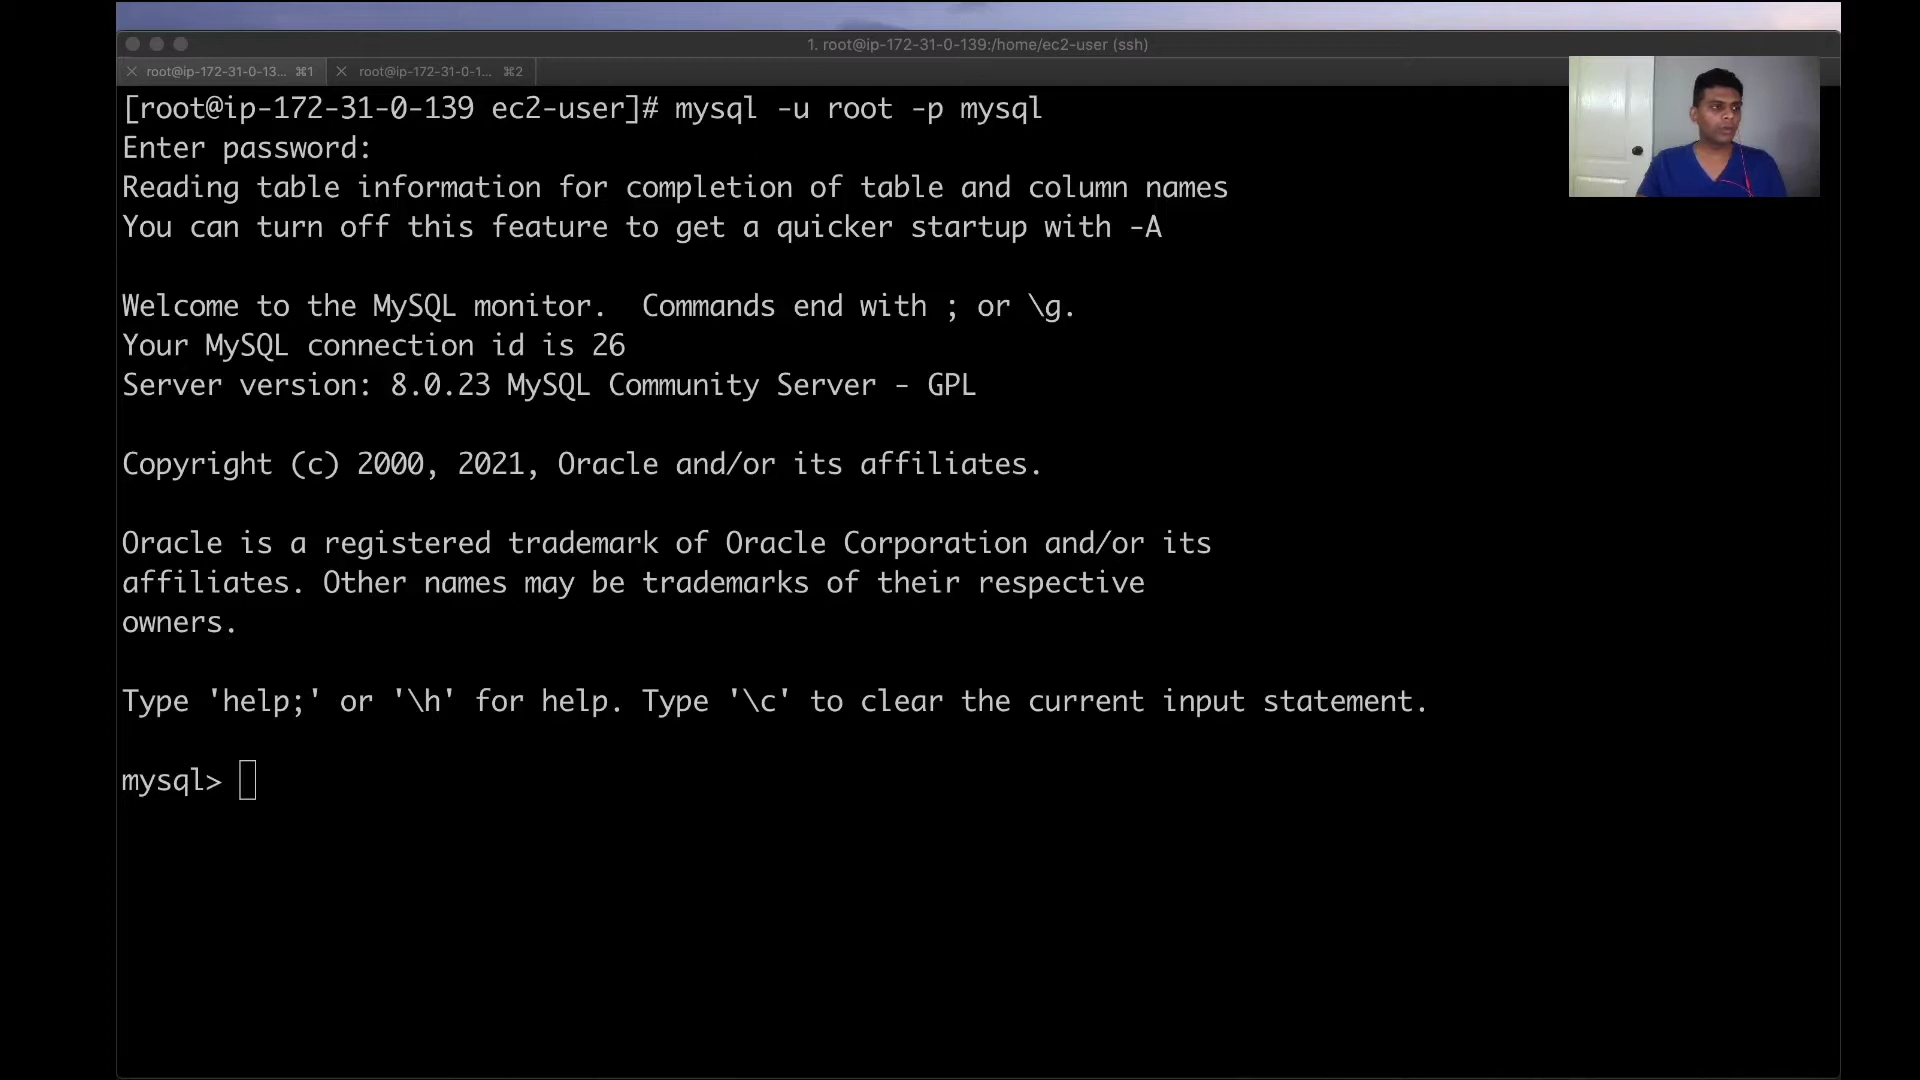 1. root@ip-172-31-0-139:/home/ec2-user (ssh)
root@ip-172-31-0-13... ⌘1
root@ip-172-31-0-1... ⌘2
[root@ip-172-31-0-139 ec2-user]# mysql -u root -p mysql
Enter password:
Reading table information for completion of table and column names
You can turn off this feature to get a quicker startup with -A
Welcome to the MySQL monitor.  Commands end with ; or \g.
Your MySQL connection id is 26
Server version: 8.0.23 MySQL Community Server - GPL
Copyright (c) 2000, 2021, Oracle and/or its affiliates.
Oracle is a registered trademark of Oracle Corporation and/or its
affiliates. Other names may be trademarks of their respective
owners.
Type 'help;' or '\h' for help. Type '\c' to clear the current input statement.
mysql>